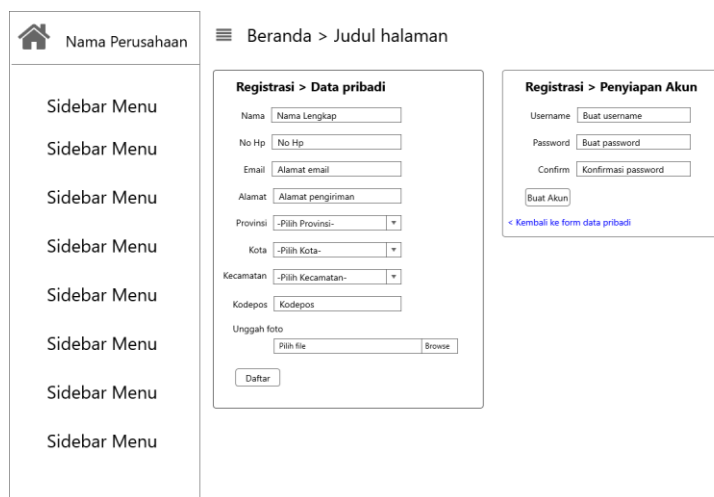 Nama Perusahaan
Beranda > Judul halaman
Sidebar Menu
Sidebar Menu
Sidebar Menu
Sidebar Menu
Sidebar Menu
Sidebar Menu
Sidebar Menu
Sidebar Menu
Registrasi > Data pribadi
Nama Nama Lengkap
No Hp No Hp
Email Alamat email
Alamat Alamat pengiriman
Provinsi -Pilih Provinsi-
Kota -Pilih Kota-
Kecamatan -Pilih Kecamatan-
Kodepos Kodepos
Unggah foto
Pilih file Browse
Daftar
Registrasi > Penyiapan Akun
Username Buat username
Password Buat password
Confirm Konfirmasi password
Buat Akun
< Kembali ke form data pribadi